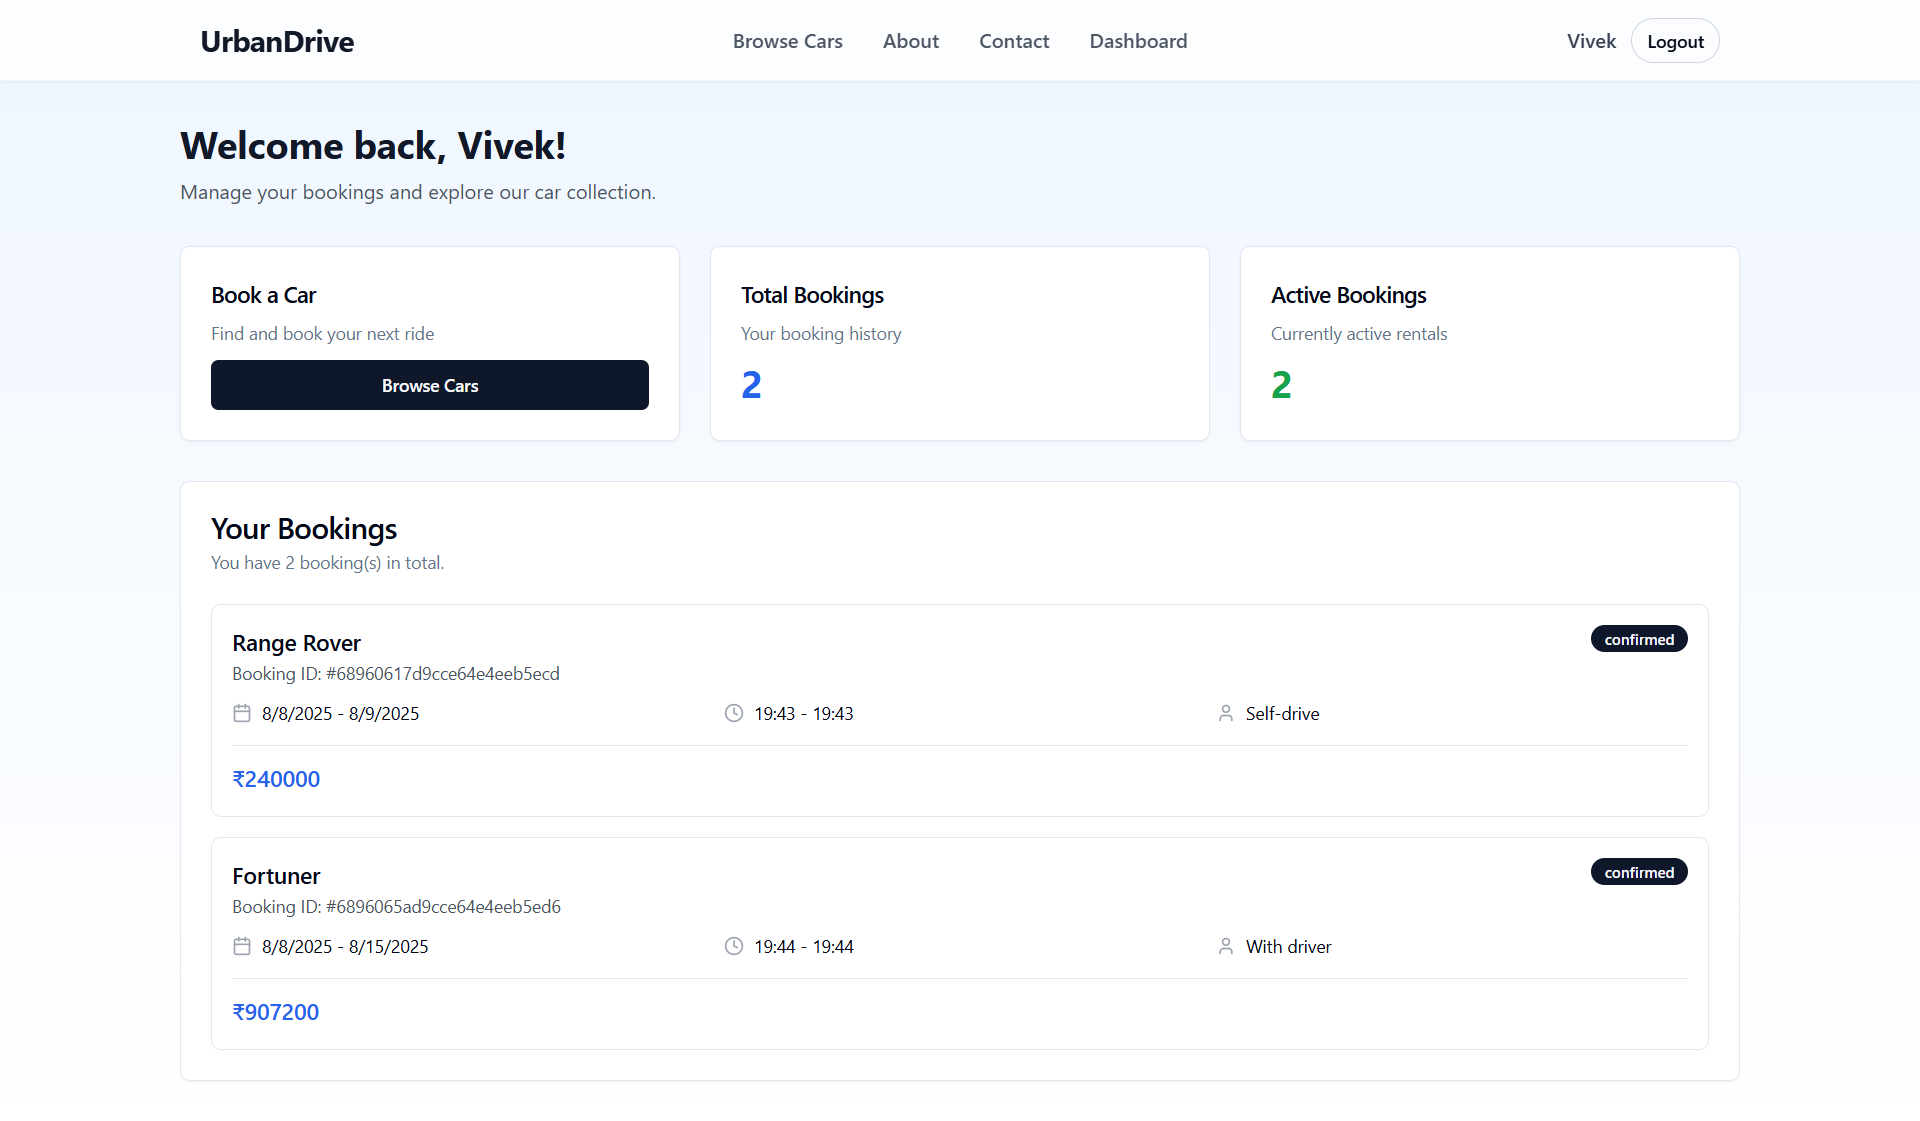 UrbanDrive
Browse Cars
About
Contact
Dashboard
Vivek
Logout
Welcome back, Vivek!
Manage your bookings and explore our car collection.
Book a Car
Find and book your next ride
Browse Cars
Total Bookings
Your booking history
2
Active Bookings
Currently active rentals
2
Your Bookings
You have 2 booking(s) in total.
Range Rover
confirmed
Booking ID: #68960617d9cce64e4eeb5ecd
8/8/2025 - 8/9/2025
19:43 - 19:43
Self-drive
₹240000
Fortuner
confirmed
Booking ID: #6896065ad9cce64e4eeb5ed6
8/8/2025 - 8/15/2025
19:44 - 19:44
With driver
₹907200